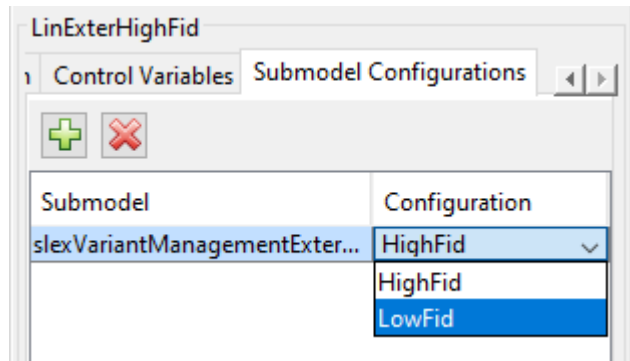 LinExterHighFid
Control Variables Submodel Configurations
Submodel Configuration
slexVariantManagementExter... HighFid
HighFid
LowFid